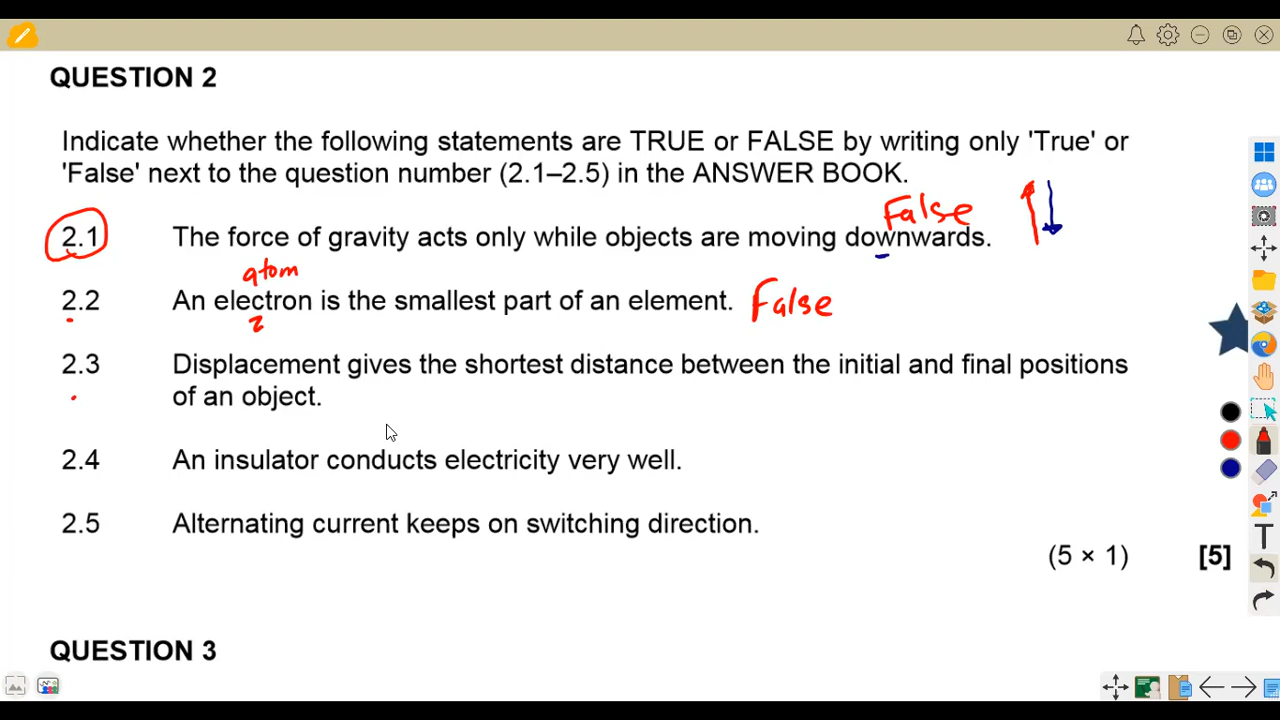 QUESTION 2
Indicate whether the following statements are TRUE or FALSE by writing only 'True' or
'False' next to the question number (2.1–2.5) in the ANSWER BOOK.
False
2.1 The force of gravity acts only while objects are moving downwards.
atom
2.2 An electron is the smallest part of an element. False
2.3 Displacement gives the shortest distance between the initial and final positions
of an object.
2.4 An insulator conducts electricity very well.
2.5 Alternating current keeps on switching direction.
(5 × 1) [5]
QUESTION 3